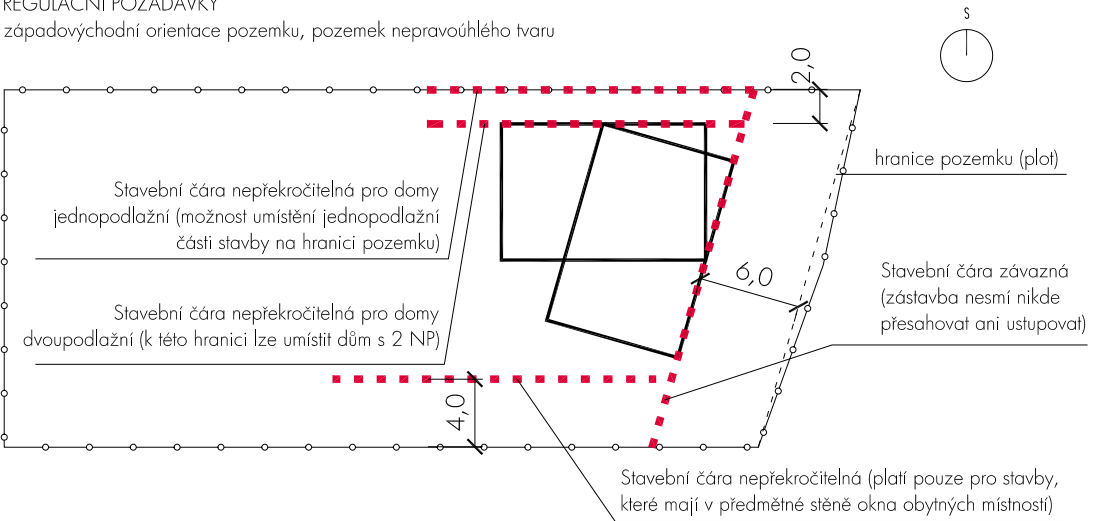 REGULAČNÍ POŽADAVKY
západovýchodní orientace pozemku, pozemek nepravoúhlého tvaru
S
2,0
hranice pozemku (plot)
Stavební čára nepřekročitelná pro domy
jednopodlažní (možnost umístění jednopodlažní
části stavby na hranici pozemku)
6,0
Stavební čára závazná
(zástavba nesmí nikde
přesahovat ani ustupovat)
Stavební čára nepřekročitelná pro domy
dvoupodlažní (k této hranici lze umístit dům s 2 NP)
4,0
Stavební čára nepřekročitelná (platí pouze pro stavby,
které mají v předmětné stěně okna obytných místností)